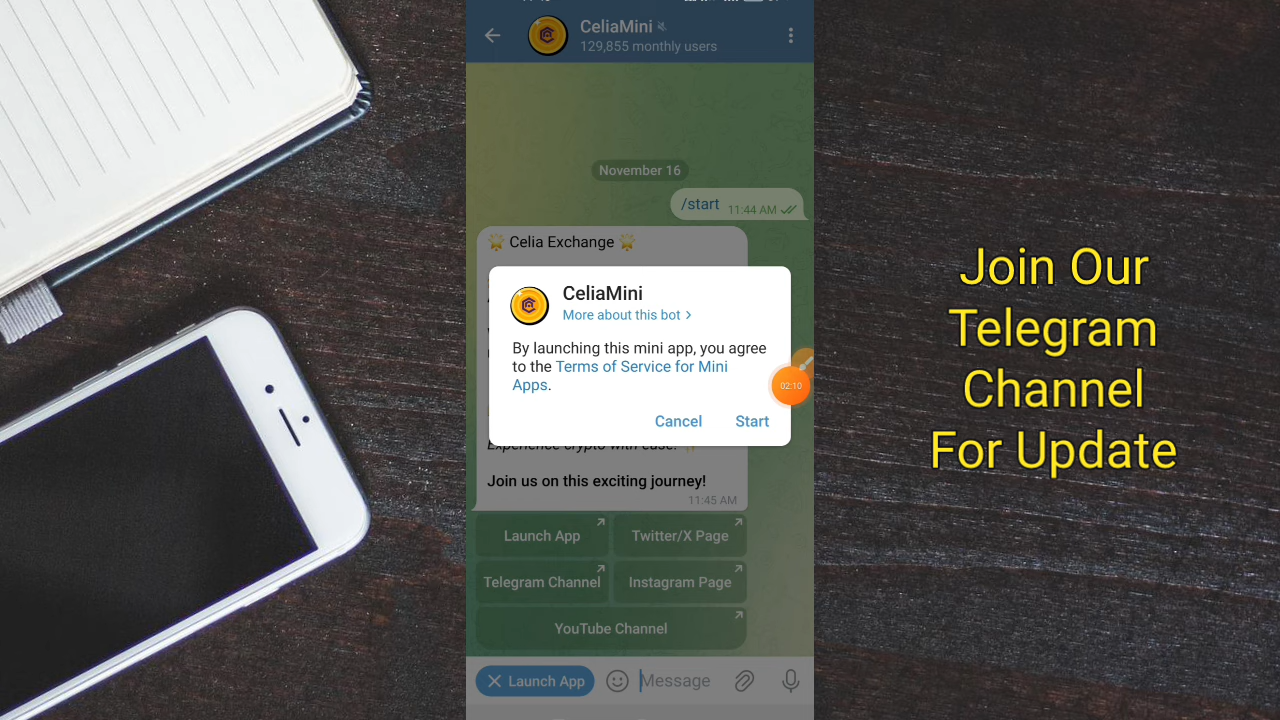 CeliaMini
129,855 monthly users
November 16
/start 11:44 AM
Celia Exchange
CeliaMini
More about this bot
By launching this mini app, you agree
to the Terms of Service for Mini
Apps.
02:10
Cancel Start
Experience crypto with ease!
Join us on this exciting journey!
11:45 AM
Launch App Twitter/X Page
Telegram Channel Instagram Page
YouTube Channel
Launch App Message
Join Our
Telegram
Channel
For Update